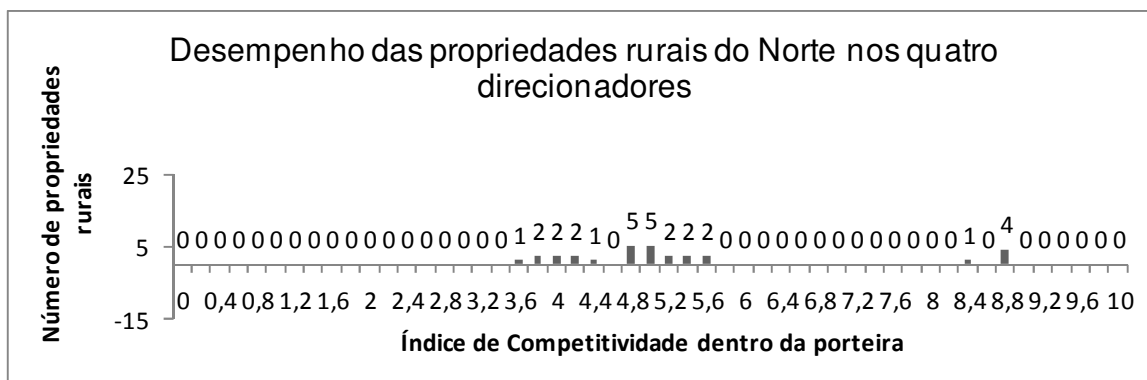 Desempenho das propriedades rurais do Norte nos quatro
direcionadores
Número de propriedades
rurais
25
5
-15
0 0 0 0 0 0 0 0 0 0 0 0 0 0 0 0 0 0 1 2 2 2 1 0 5 5 2 2 2 0 0 0 0 0 0 0 0 0 0 0 0 0 1 0 4 0 0 0 0 0 0
0 0,4 0,8 1,2 1,6 2 2,4 2,8 3,2 3,6 4 4,4 4,8 5,2 5,6 6 6,4 6,8 7,2 7,6 8 8,4 8,8 9,2 9,6 10
Índice de Competitividade dentro da porteira